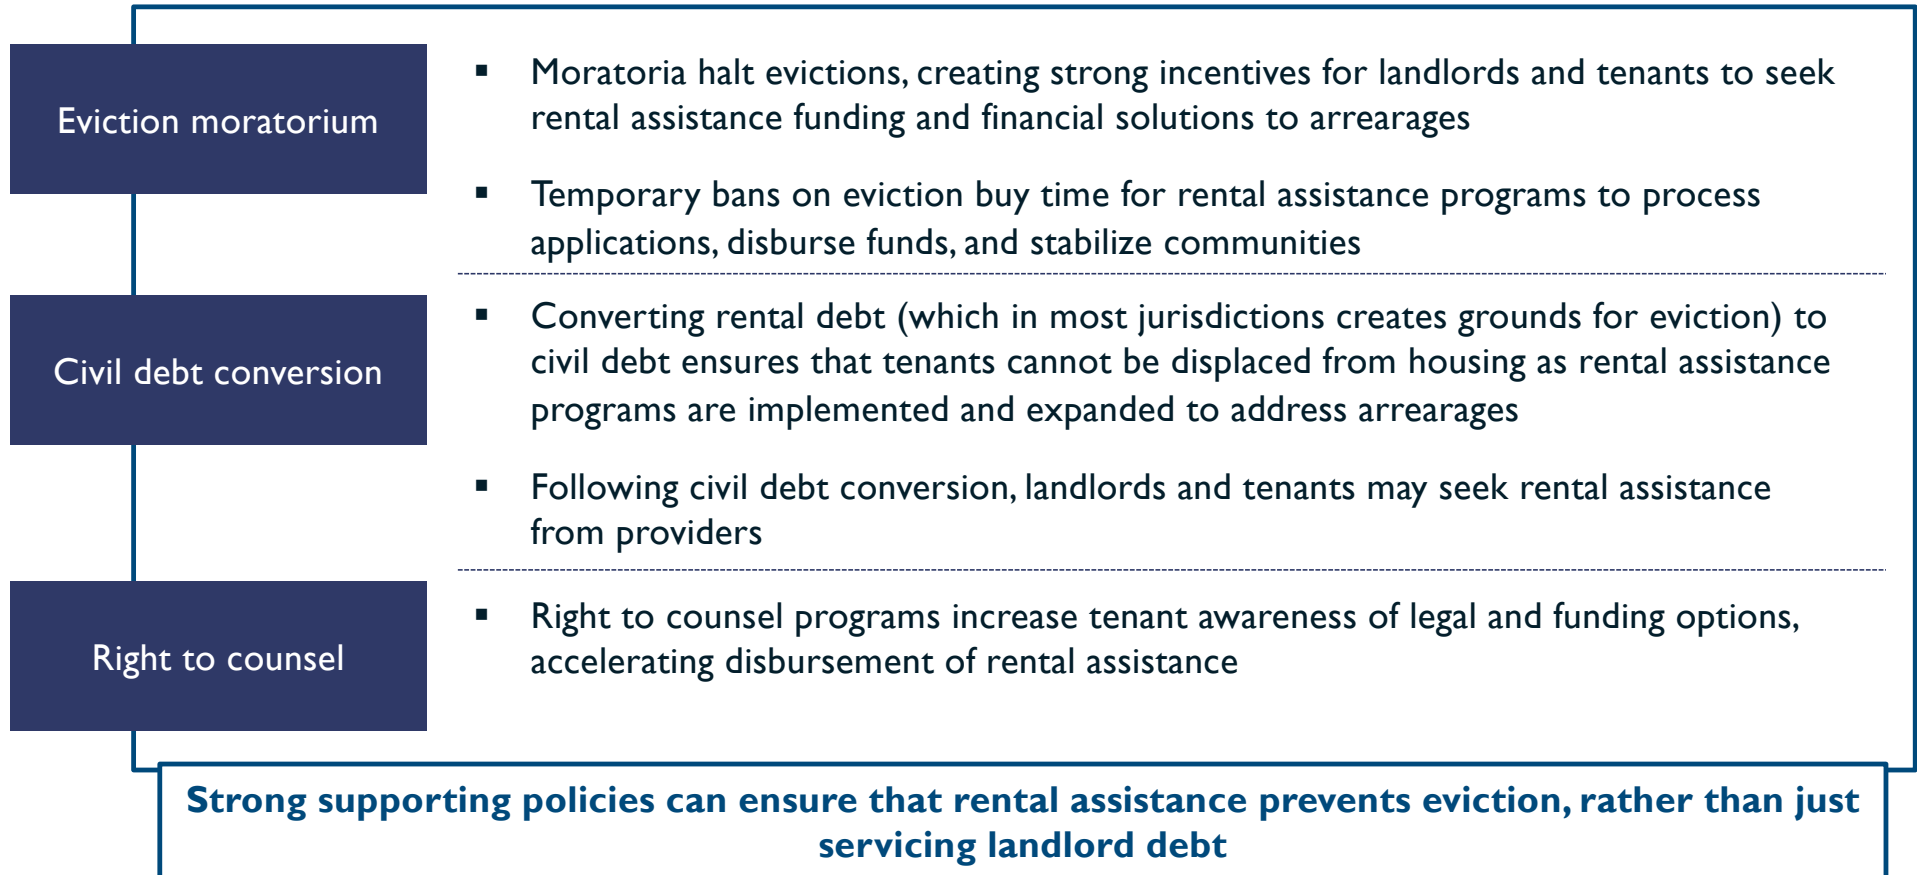 Eviction moratorium
▪ Moratoria halt evictions, creating strong incentives for landlords and tenants to seek
rental assistance funding and financial solutions to arrearages
▪ Temporary bans on eviction buy time for rental assistance programs to process
applications, disburse funds, and stabilize communities
Civil debt conversion
▪ Converting rental debt (which in most jurisdictions creates grounds for eviction) to
civil debt ensures that tenants cannot be displaced from housing as rental assistance
programs are implemented and expanded to address arrearages
▪ Following civil debt conversion, landlords and tenants may seek rental assistance
from providers
Right to counsel
▪ Right to counsel programs increase tenant awareness of legal and funding options,
accelerating disbursement of rental assistance
Strong supporting policies can ensure that rental assistance prevents eviction, rather than just
servicing landlord debt